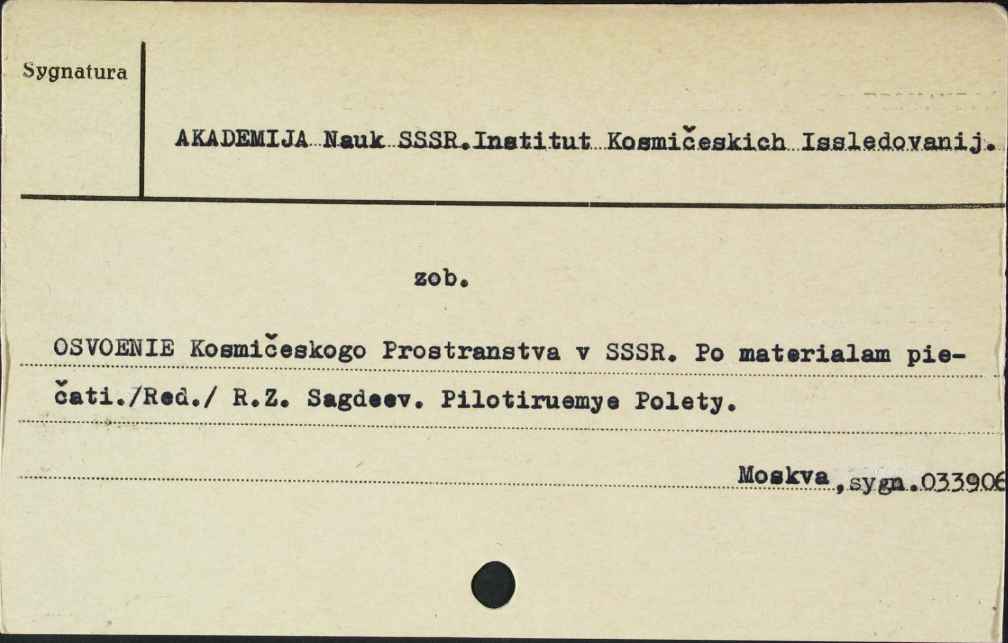 Sygnatura
AKADEMIJA Nauk SSSR.Institut Kosmičeskich Issledovanij.
zob.
OSVOENIE Kosmičeskogo Prostranstva v SSSR. Po materialam pie-
čati./Red./ R.Z. Sagdeev. Pilotiruemye Polety.
Moskva,sygn.033906